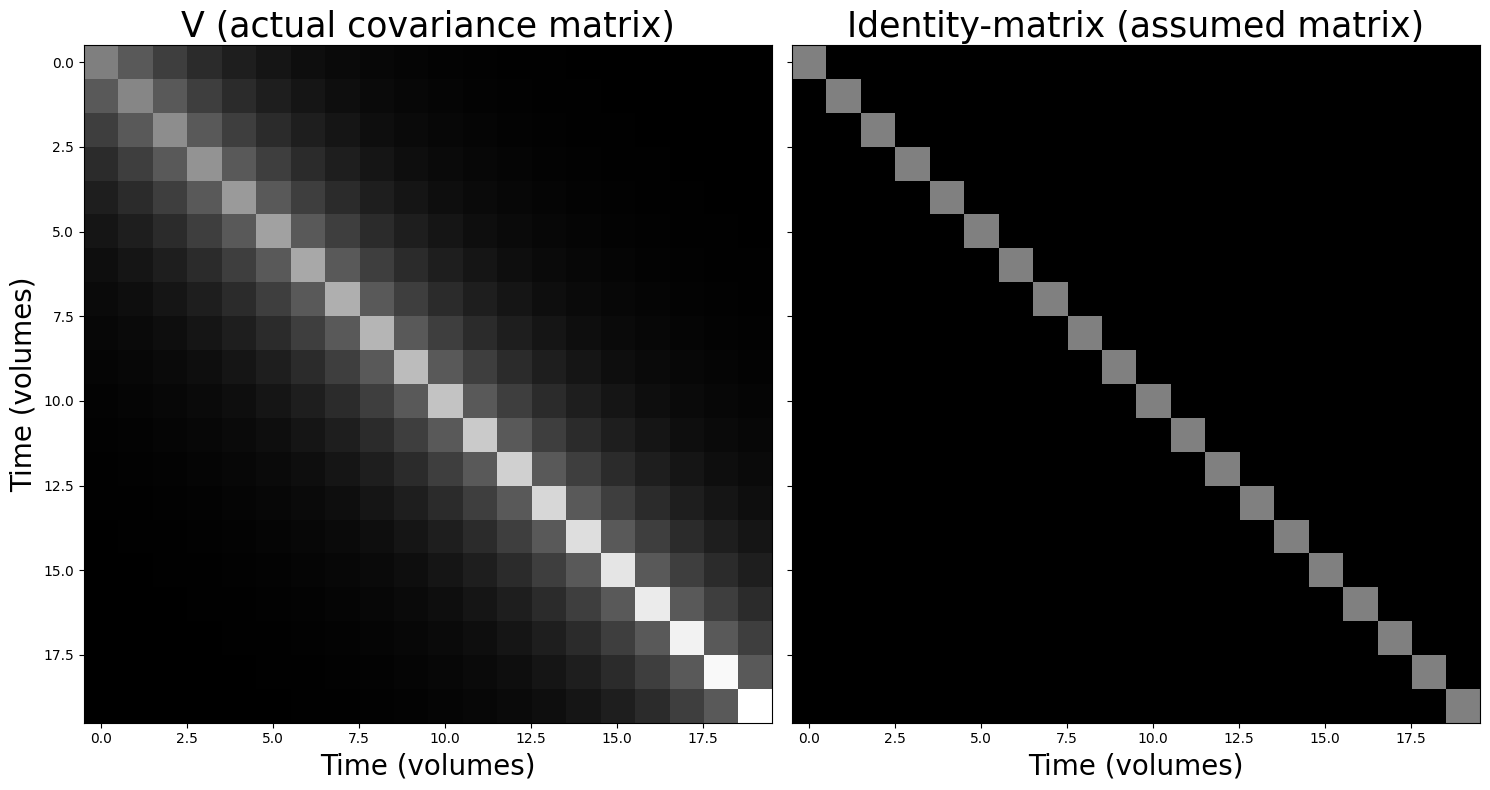 V (actual covariance matrix)
Identity-matrix (assumed matrix)
0.0
2.5
5.0
7.5
10.0
12.5
15.0
17.5
Time (volumes)
0.0 2.5 5.0 7.5 10.0 12.5 15.0 17.5
0.0 2.5 5.0 7.5 10.0 12.5 15.0 17.5
Time (volumes)
Time (volumes)